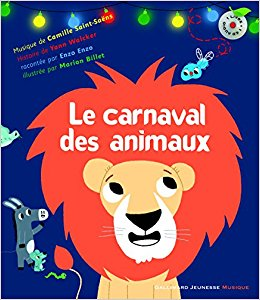 Musique de Camille Saint-Saëns
Histoire de Yann Walcker
racontée par Enzo Enzo
illustrée par Marion Billet
Le carnaval
des animaux
GALLIMARD JEUNESSE MUSIQUE